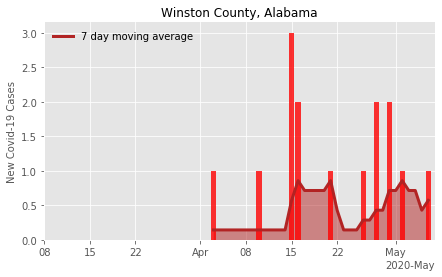 Winston County, Alabama
7 day moving average
New Covid-19 Cases
3.0
2.5
2.0
1.5
1.0
0.5
0.0
08 15 22 Apr 08 15 22 May
2020-May